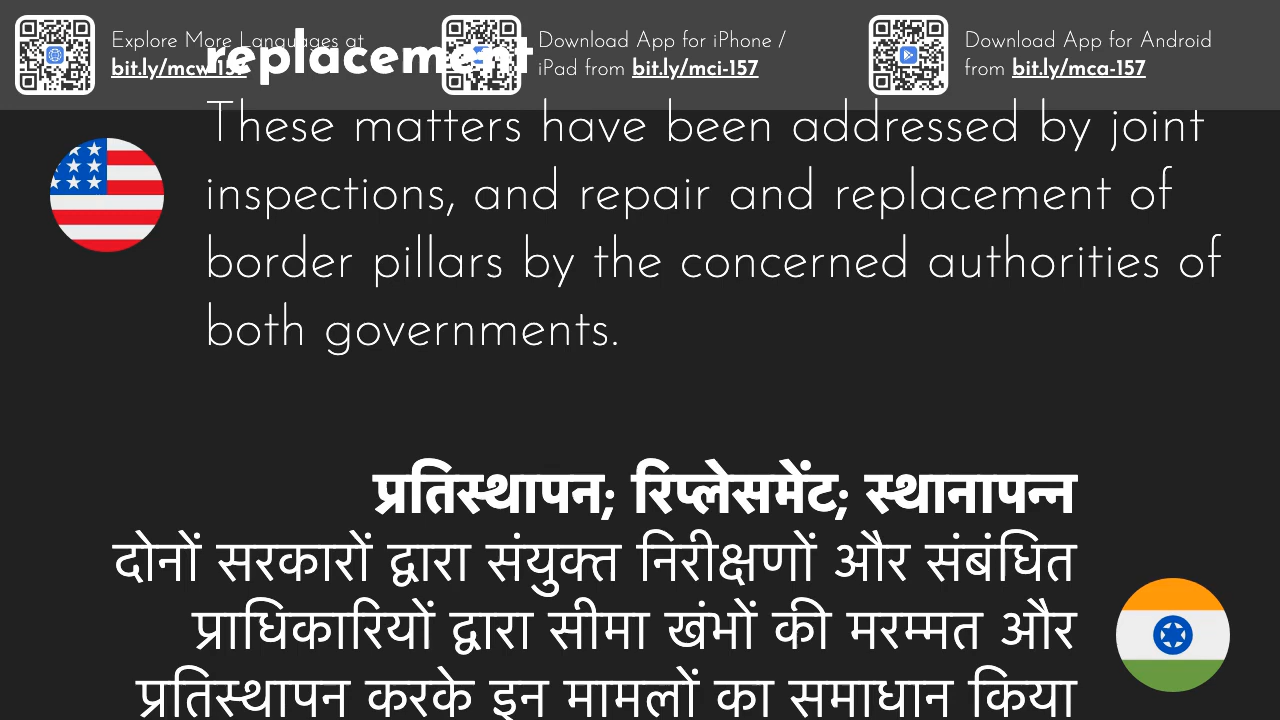 Explore More Languages at
bit.ly/mcw-157
Download App for iPhone /
iPad from bit.ly/mci-157
Download App for Android
from bit.ly/mca-157
replacement
These matters have been addressed by joint
inspections, and repair and replacement of
border pillars by the concerned authorities of
both governments.
प्रतिस्थापन; रिप्लेसमेंट; स्थानापन्न
दोनों सरकारों द्वारा संयुक्त निरीक्षणों और संबंधित
प्राधिकारियों द्वारा सीमा खंभों की मरम्मत और
प्रतिस्थापन करके इन मामलों का समाधान किया